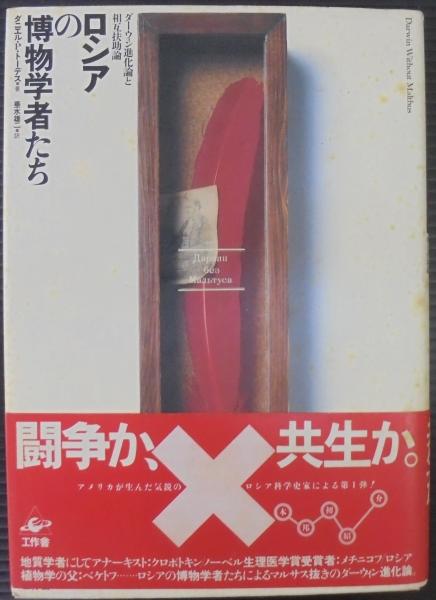 ロシア
の
博物学者たち
ダーウィン進化論と
相互扶助論
ダニエル・P・トーデス・著
垂水雄二・訳
Darwin Without Malthus
Дарвин
без
Мальтуса
闘争か、
共生か。
アメリカが生んだ気鋭の
ロシア科学史家による第1弾!
本邦初紹介
工作舎
地質学者にしてアナーキスト:クロポトキン/ノーベル生理医学賞受賞者:メチニコフ/ロシア
植物学の父:ベケトフ……ロシアの博物学者たちによるマルサス抜きのダーウィン進化論。